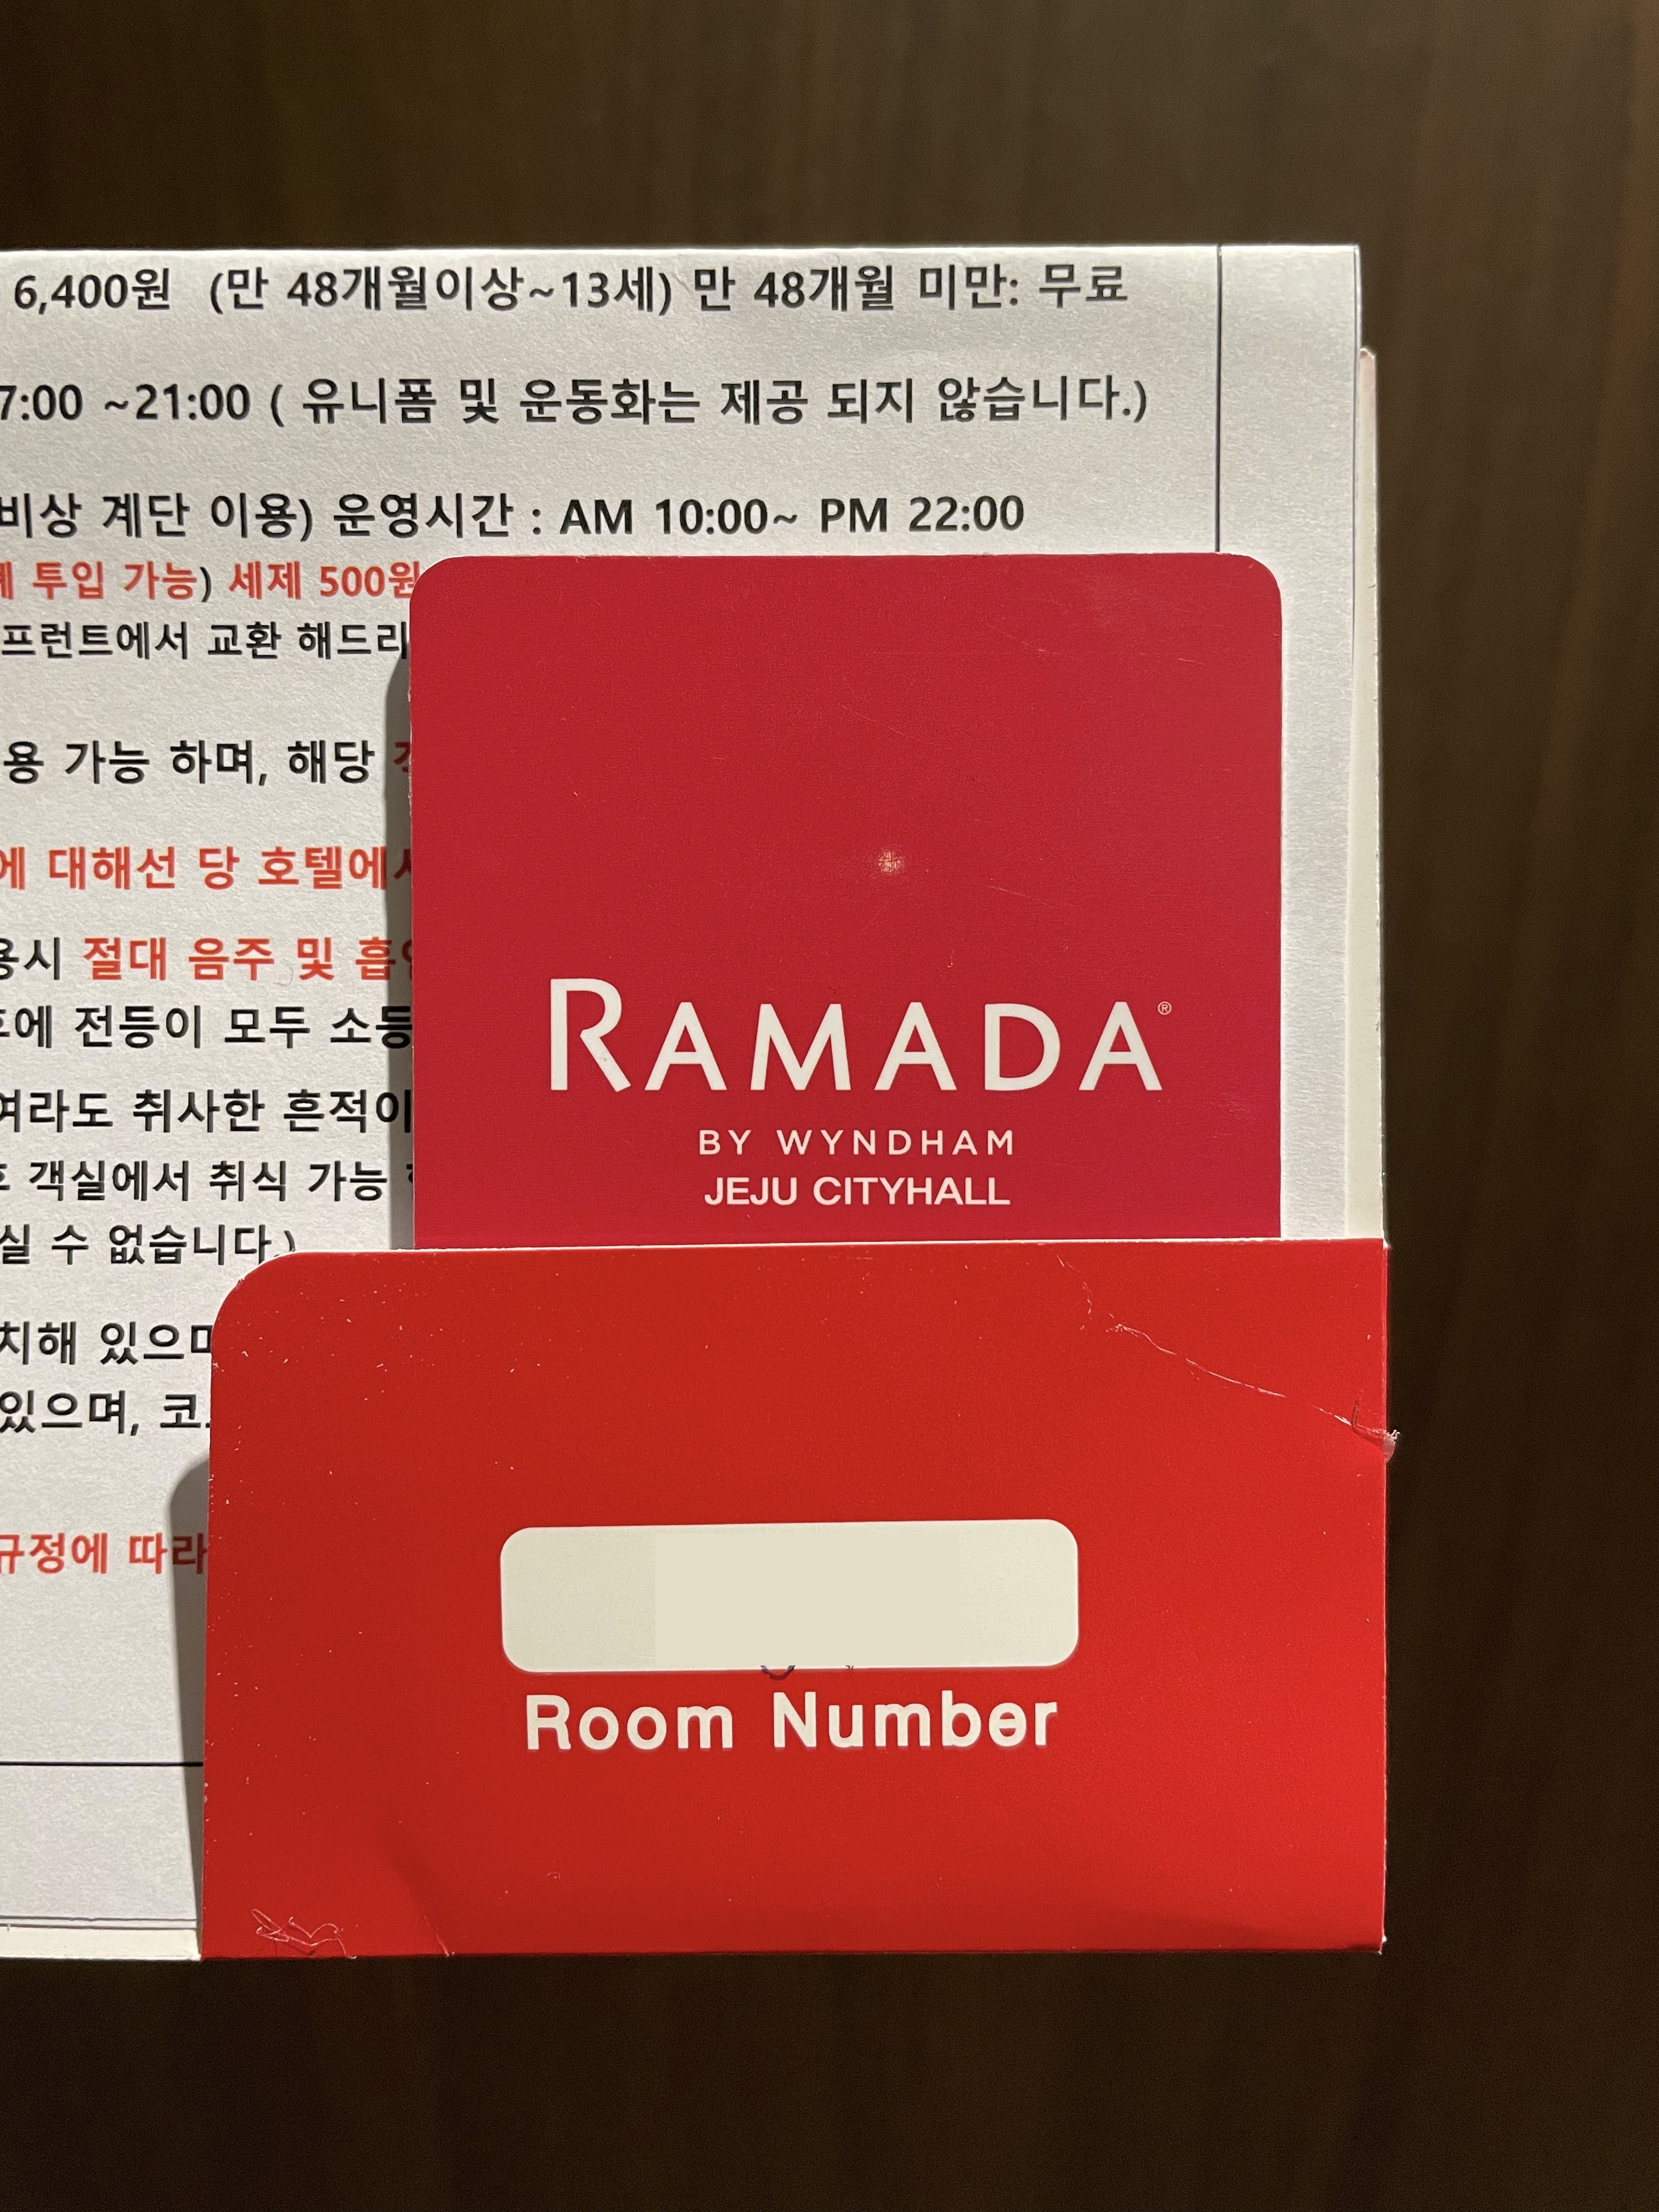 6,400원 (만 48개월이상~13세) 만 48개월 미만: 무료
7:00 ~21:00 ( 유니폼 및 운동화는 제공 되지 않습니다.)
비상 계단 이용) 운영시간 : AM 10:00~ PM 22:00
투입 가능) 세제 500원
프런트에서 교환 해드리
용 가능 하며, 해당
에 대해선 당 호텔에서
용시 절대 음주 및
에 전등이 모두 소등
여라도 취사한 흔적이
객실에서 취식 가능
실 수 없습니다.)
치해 있으며
있으며, 코
규정에 따라
RAMADA®
BY WYNDHAM
JEJU CITYHALL
Room Number